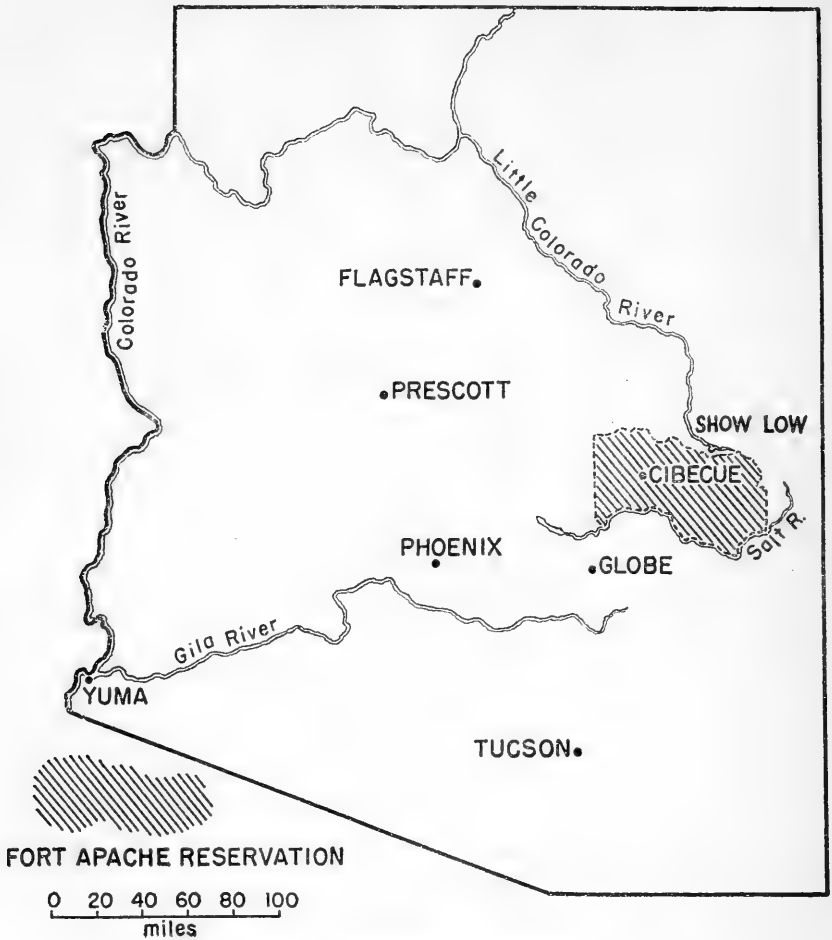 Little
Colorado
River
Colorado River
FLAGSTAFF
PRESCOTT
SHOW LOW
CIBECUE
Salt R.
PHOENIX
GLOBE
Gila River
YUMA
TUCSON
FORT APACHE RESERVATION
0 20 40 60 80 100
miles